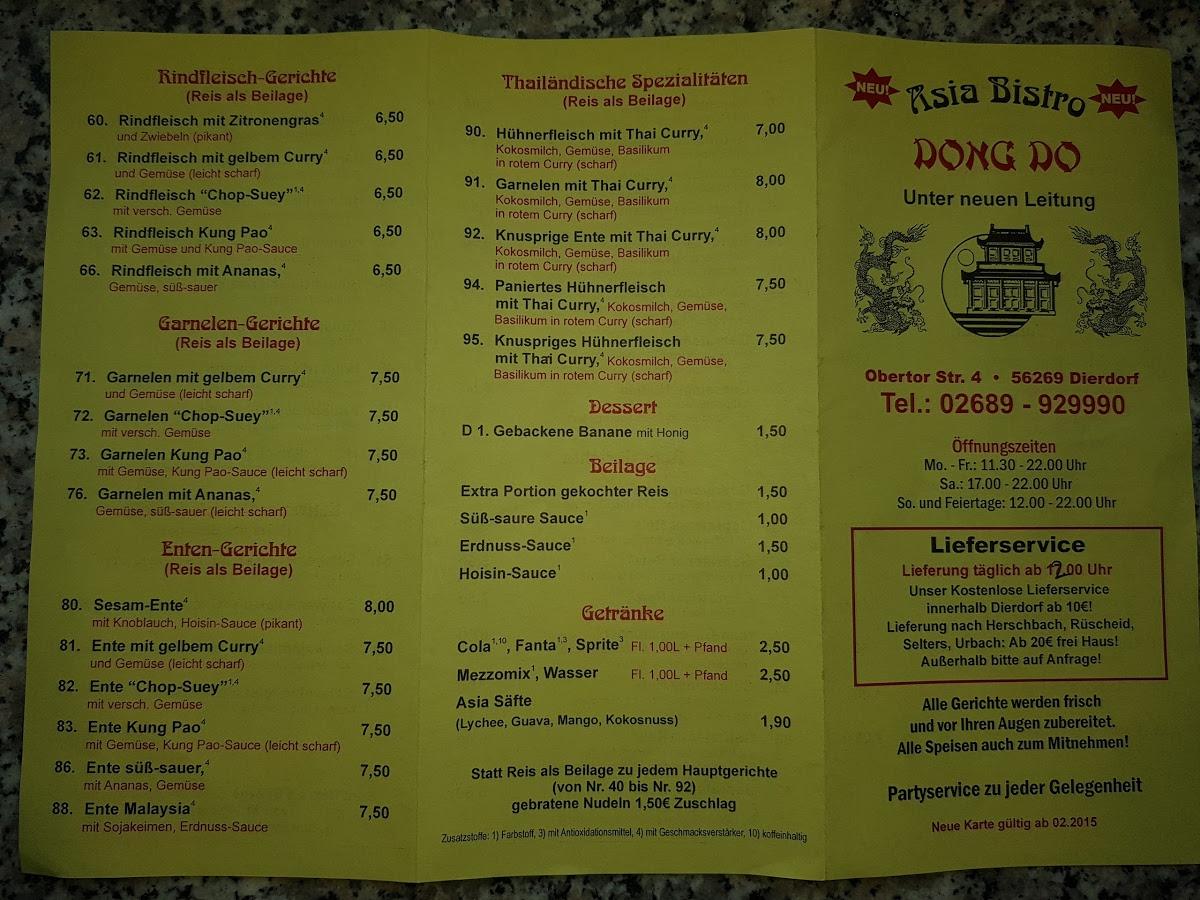 Rindfleisch-Gerichte
(Reis als Beilage)
60. Rindfleisch mit Zitronengras4 6,50
und Zwiebeln (pikant)
61. Rindfleisch mit gelbem Curry4 6,50
und Gemüse (leicht scharf)
62. Rindfleisch "Chop-Suey"1,4 6,50
mit versch. Gemüse
63. Rindfleisch Kung Pao4 6,50
mit Gemüse und Kung Pao-Sauce
66. Rindfleisch mit Ananas,4 6,50
Gemüse, süß-sauer
Garnelen-Gerichte
(Reis als Beilage)
71. Garnelen mit gelbem Curry4 7,50
und Gemüse (leicht scharf)
72. Garnelen "Chop-Suey"1,4 7,50
mit versch. Gemüse
73. Garnelen Kung Pao4 7,50
mit Gemüse, Kung Pao-Sauce (leicht scharf)
76. Garnelen mit Ananas,4 7,50
Gemüse, süß-sauer (leicht scharf)
Enten-Gerichte
(Reis als Beilage)
80. Sesam-Ente4 8,00
mit Knoblauch, Hoisin-Sauce (pikant)
81. Ente mit gelbem Curry4 7,50
und Gemüse (leicht scharf)
82. Ente "Chop-Suey"1,4 7,50
mit versch. Gemüse
83. Ente Kung Pao4 7,50
mit Gemüse, Kung Pao-Sauce (leicht scharf)
86. Ente süß-sauer,4 7,50
mit Ananas, Gemüse
88. Ente Malaysia4 7,50
mit Sojakeimen, Erdnuss-Sauce
Thailändische Spezialitäten
(Reis als Beilage)
90. Hühnerfleisch mit Thai Curry,4 7,00
Kokosmilch, Gemüse, Basilikum
in rotem Curry (scharf)
91. Garnelen mit Thai Curry,4 8,00
Kokosmilch, Gemüse, Basilikum
in rotem Curry (scharf)
92. Knusprige Ente mit Thai Curry,4 8,00
Kokosmilch, Gemüse, Basilikum
in rotem Curry (scharf)
94. Paniertes Hühnerfleisch 7,50
mit Thai Curry,4 Kokosmilch, Gemüse,
Basilikum in rotem Curry (scharf)
95. Knuspriges Hühnerfleisch 7,50
mit Thai Curry,4 Kokosmilch, Gemüse,
Basilikum in rotem Curry (scharf)
Dessert
D 1. Gebackene Banane mit Honig 1,50
Beilage
Extra Portion gekochter Reis 1,50
Süß-saure Sauce1 1,00
Erdnuss-Sauce1 1,50
Hoisin-Sauce1 1,00
Getränke
Cola1,10, Fanta1,3, Sprite3 Fl. 1,00L + Pfand 2,50
Mezzomix1, Wasser Fl. 1,00L + Pfand 2,50
Asia Säfte
(Lychee, Guava, Mango, Kokosnuss) 1,90
Statt Reis als Beilage zu jedem Hauptgerichte
(von Nr. 40 bis Nr. 92)
gebratene Nudeln 1,50€ Zuschlag
Zusatzstoffe: 1) Farbstoff, 3) mit Antioxidationsmittel, 4) mit Geschmacksverstärker, 10) koffeinhaltig
NEU! Asia Bistro NEU!
DONG DO
Unter neuen Leitung
Obertor Str. 4 • 56269 Dierdorf
Tel.: 02689 - 929990
Öffnungszeiten
Mo. - Fr.: 11.30 - 22.00 Uhr
Sa.: 17.00 - 22.00 Uhr
So. und Feiertage: 12.00 - 22.00 Uhr
Lieferservice
Lieferung täglich ab 12.00 Uhr
Unser Kostenlose Lieferservice
innerhalb Dierdorf ab 10€!
Lieferung nach Herschbach, Rüscheid,
Selters, Urbach: Ab 20€ frei Haus!
Außerhalb bitte auf Anfrage!
Alle Gerichte werden frisch
und vor Ihren Augen zubereitet.
Alle Speisen auch zum Mitnehmen!
Partyservice zu jeder Gelegenheit
Neue Karte gültig ab 02.2015